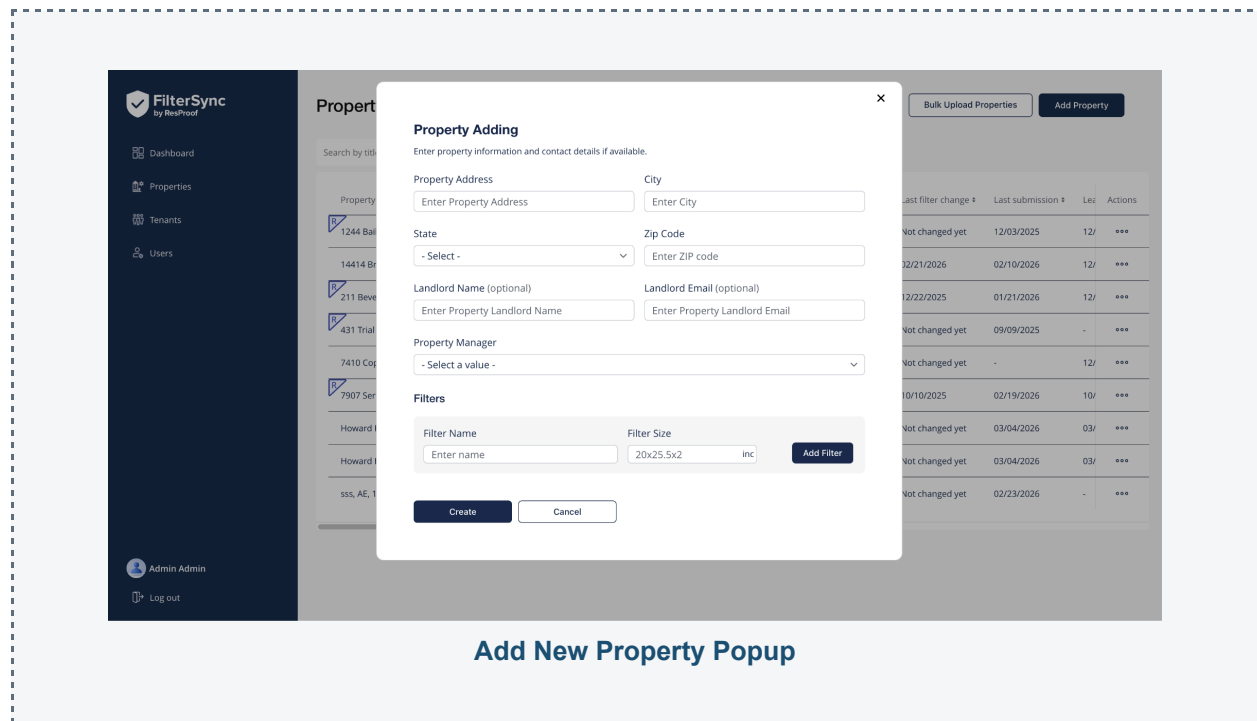 FilterSync
by ResProof
Dashboard
Properties
Tenants
Users
Admin Admin
Log out
Propert
Bulk Upload Properties
Add Property
Search by titl
Property
Last filter change
Last submission
Lea
Actions
R
1244 Bai
Not changed yet
12/03/2025
12/
14414 Br
02/21/2026
02/10/2026
12/
R
211 Beve
12/22/2025
01/21/2026
12/
R
431 Trial
Not changed yet
09/09/2025
-
7410 Cop
Not changed yet
-
12/
R
7907 Ser
10/10/2025
02/19/2026
10/
Howard
Not changed yet
03/04/2026
03/
Howard
Not changed yet
03/04/2026
03/
sss, AE, 1
Not changed yet
02/23/2026
-
Property Adding
Enter property information and contact details if available.
Property Address
City
Enter Property Address
Enter City
State
Zip Code
- Select -
Enter ZIP code
Landlord Name (optional)
Landlord Email (optional)
Enter Property Landlord Name
Enter Property Landlord Email
Property Manager
- Select a value -
Filters
Filter Name
Filter Size
Enter name
20x25.5x2
inc
Add Filter
Create
Cancel
Add New Property Popup